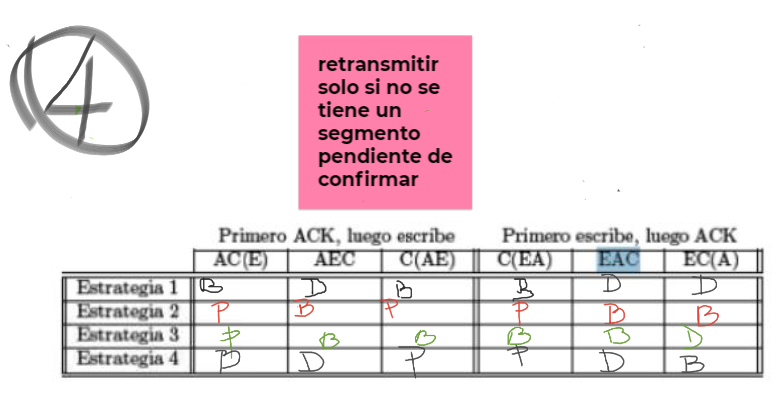 4
retransmitir
solo si no se
tiene un
segmento
pendiente de
confirmar
Primero ACK, luego escribe Primero escribe, luego ACK
AC(E) AEC C(AE) C(EA) EAC EC(A)
Estrategia 1 B D B B D D
Estrategia 2 P B P P B B
Estrategia 3 P B B B B D
Estrategia 4 D P P D B